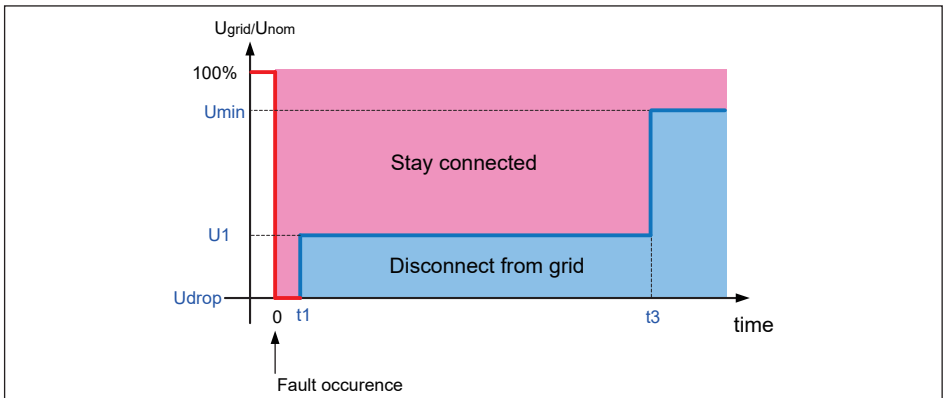 Ugrid/Unom
100%
Umin
Stay connected
U1
Disconnect from grid
Udrop
0
t1
t3
time
Fault occurence